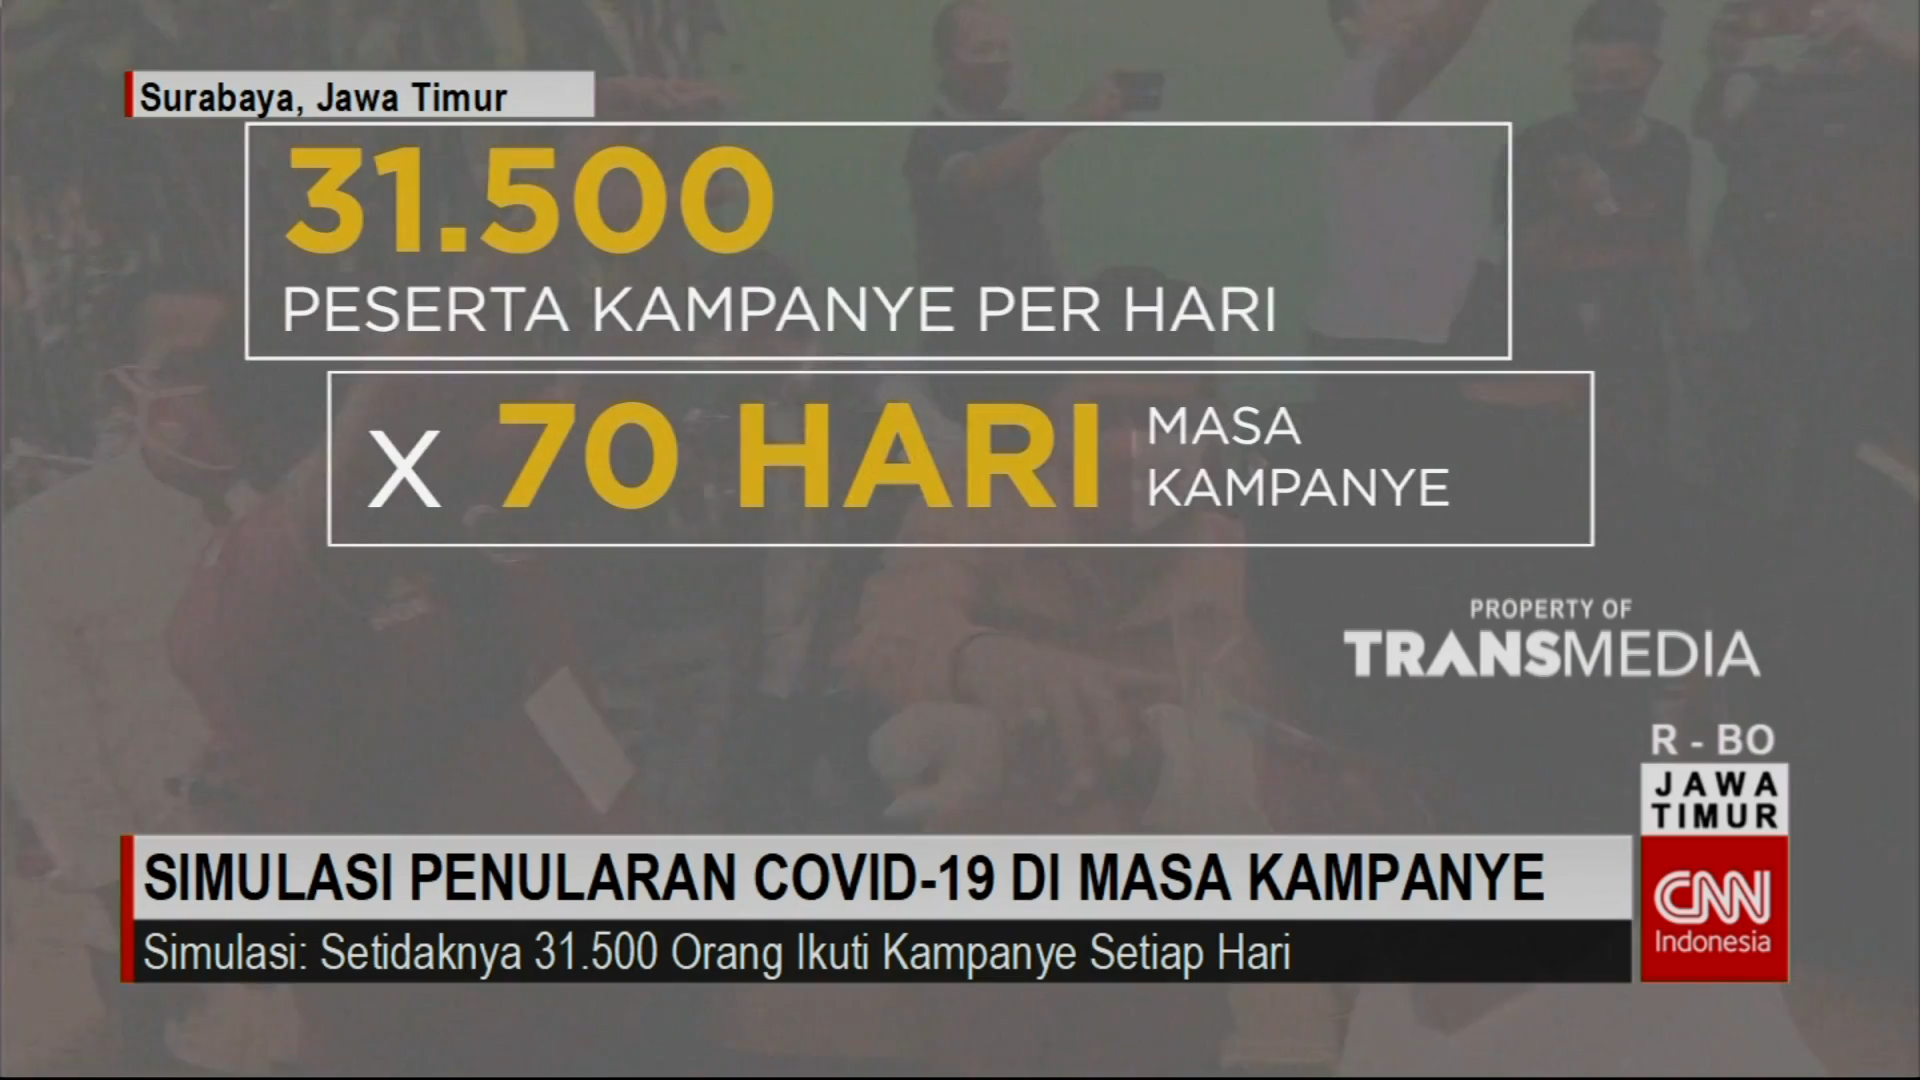 Surabaya, Jawa Timur
31.500
PESERTA KAMPANYE PER HARI
x 70 HARI
MASA
KAMPANYE
PROPERTY OF
TRANSMEDIA
R - BO
JAWA
TIMUR
SIMULASI PENULARAN COVID-19 DI MASA KAMPANYE
Simulasi: Setidaknya 31.500 Orang Ikuti Kampanye Setiap Hari
CNN
Indonesia